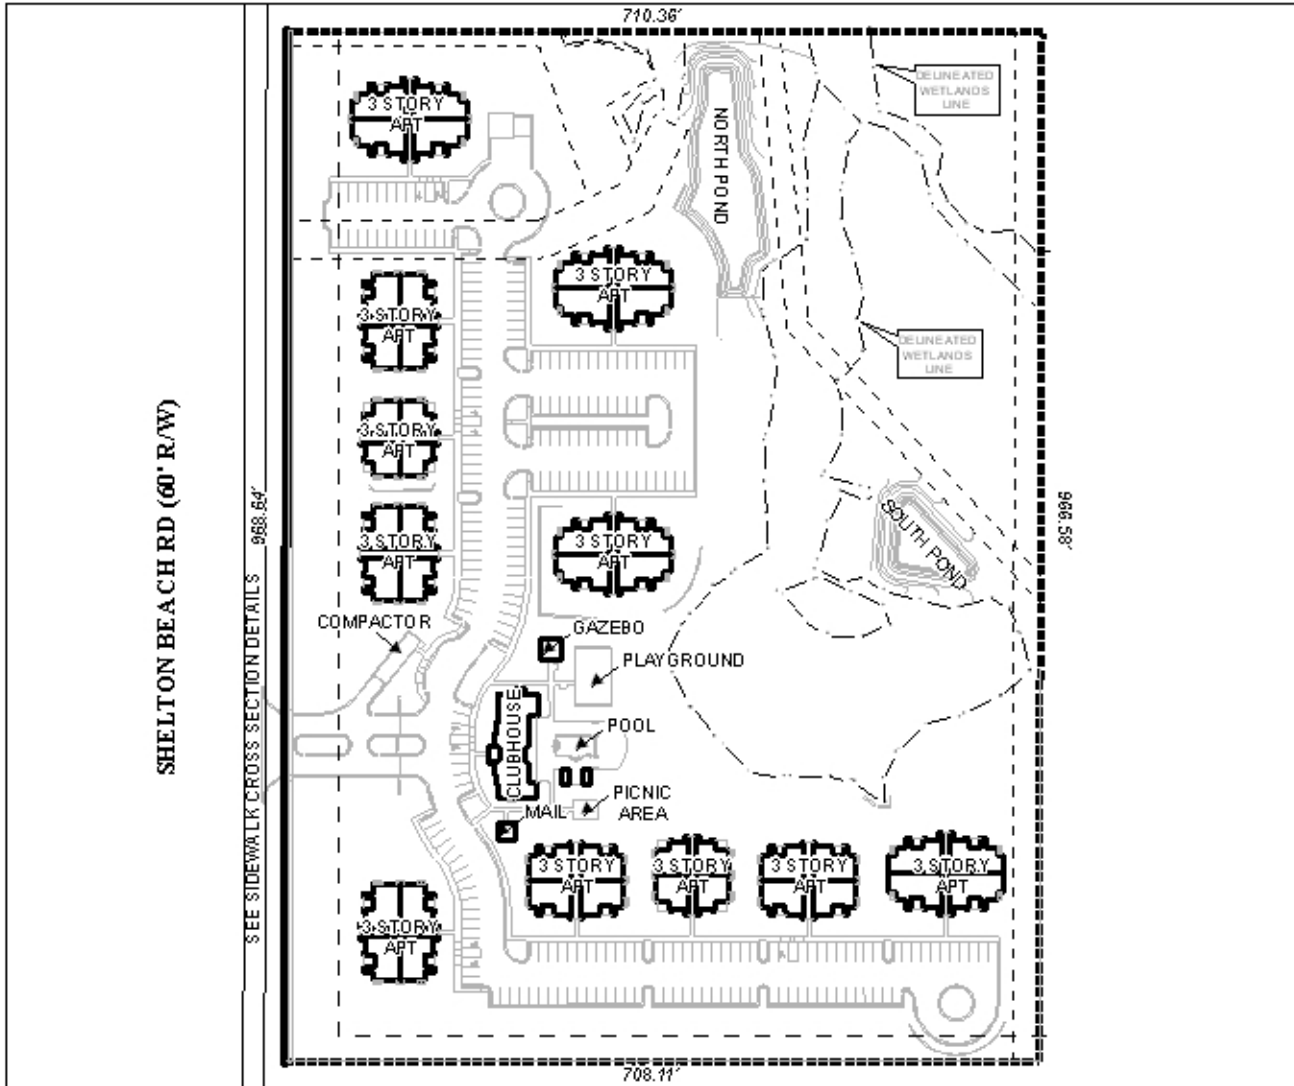 710.36'
DELINEATED
WETLANDS
LINE
3 STORY
APT
NORTH POND
3 STORY
APT
3 STORY
APT
DELINEATED
WETLANDS
LINE
3 STORY
APT
SHELTON BEACH RD (60' R/W)
968.64'
966.58'
3 STORY
APT
3 STORY
APT
SOUTH POND
SEE SIDEWALK CROSS SECTION DETAILS
COMPACTOR
GAZEBO
PLAYGROUND
CLUBHOUSE
POOL
PICNIC
AREA
MAIL
3 STORY
APT
3 STORY
APT
3 STORY
APT
3 STORY
APT
3 STORY
APT
708.11'